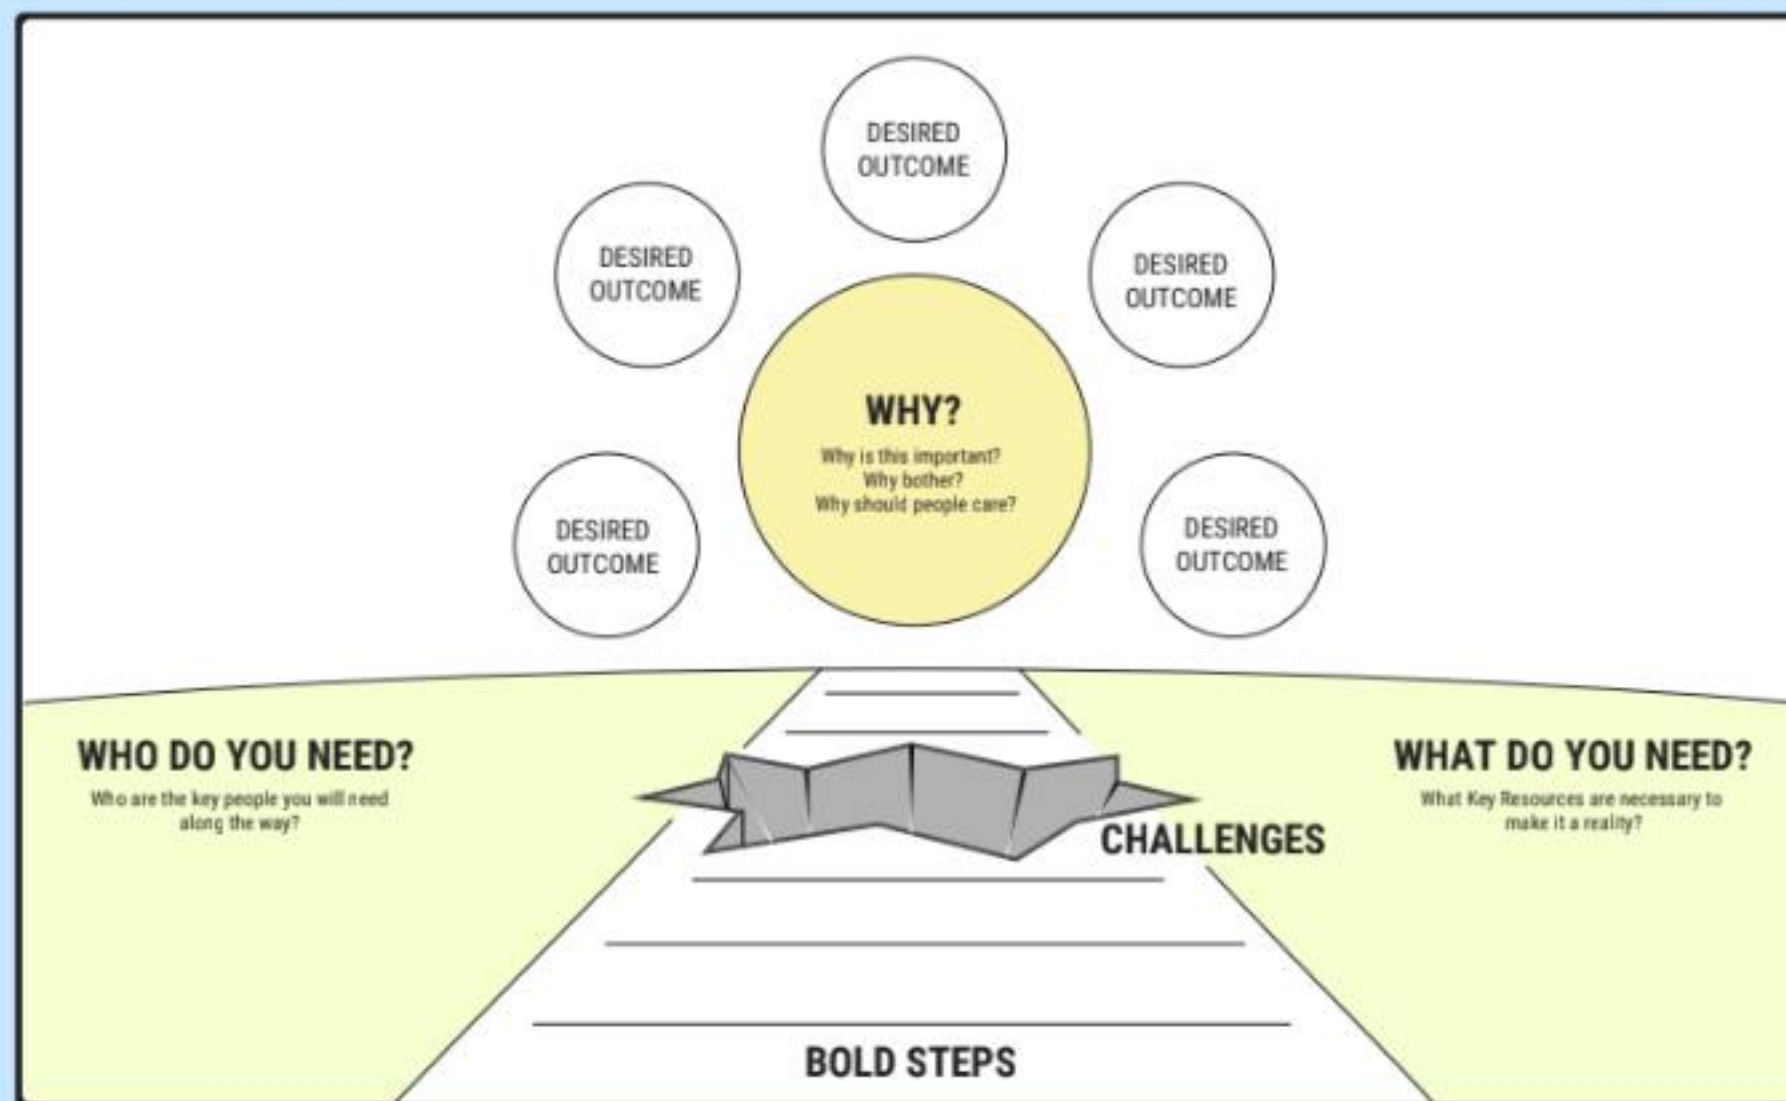 DESIRED
OUTCOME
DESIRED
OUTCOME
DESIRED
OUTCOME
WHY?
Why is this important?
Why bother?
Why should people care?
DESIRED
OUTCOME
DESIRED
OUTCOME
WHO DO YOU NEED?
Who are the key people you will need
along the way?
WHAT DO YOU NEED?
What Key Resources are necessary to
make it a reality?
CHALLENGES
BOLD STEPS